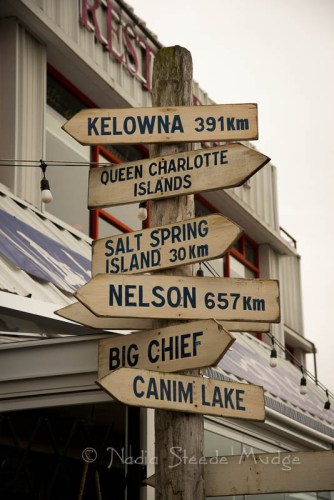 REST
KELOWNA 391KM
QUEEN CHARLOTTE
ISLANDS
SALT SPRING
ISLAND 30KM
NELSON 657KM
BIG CHIEF
CANIM LAKE
© Nadia Steede Mudge